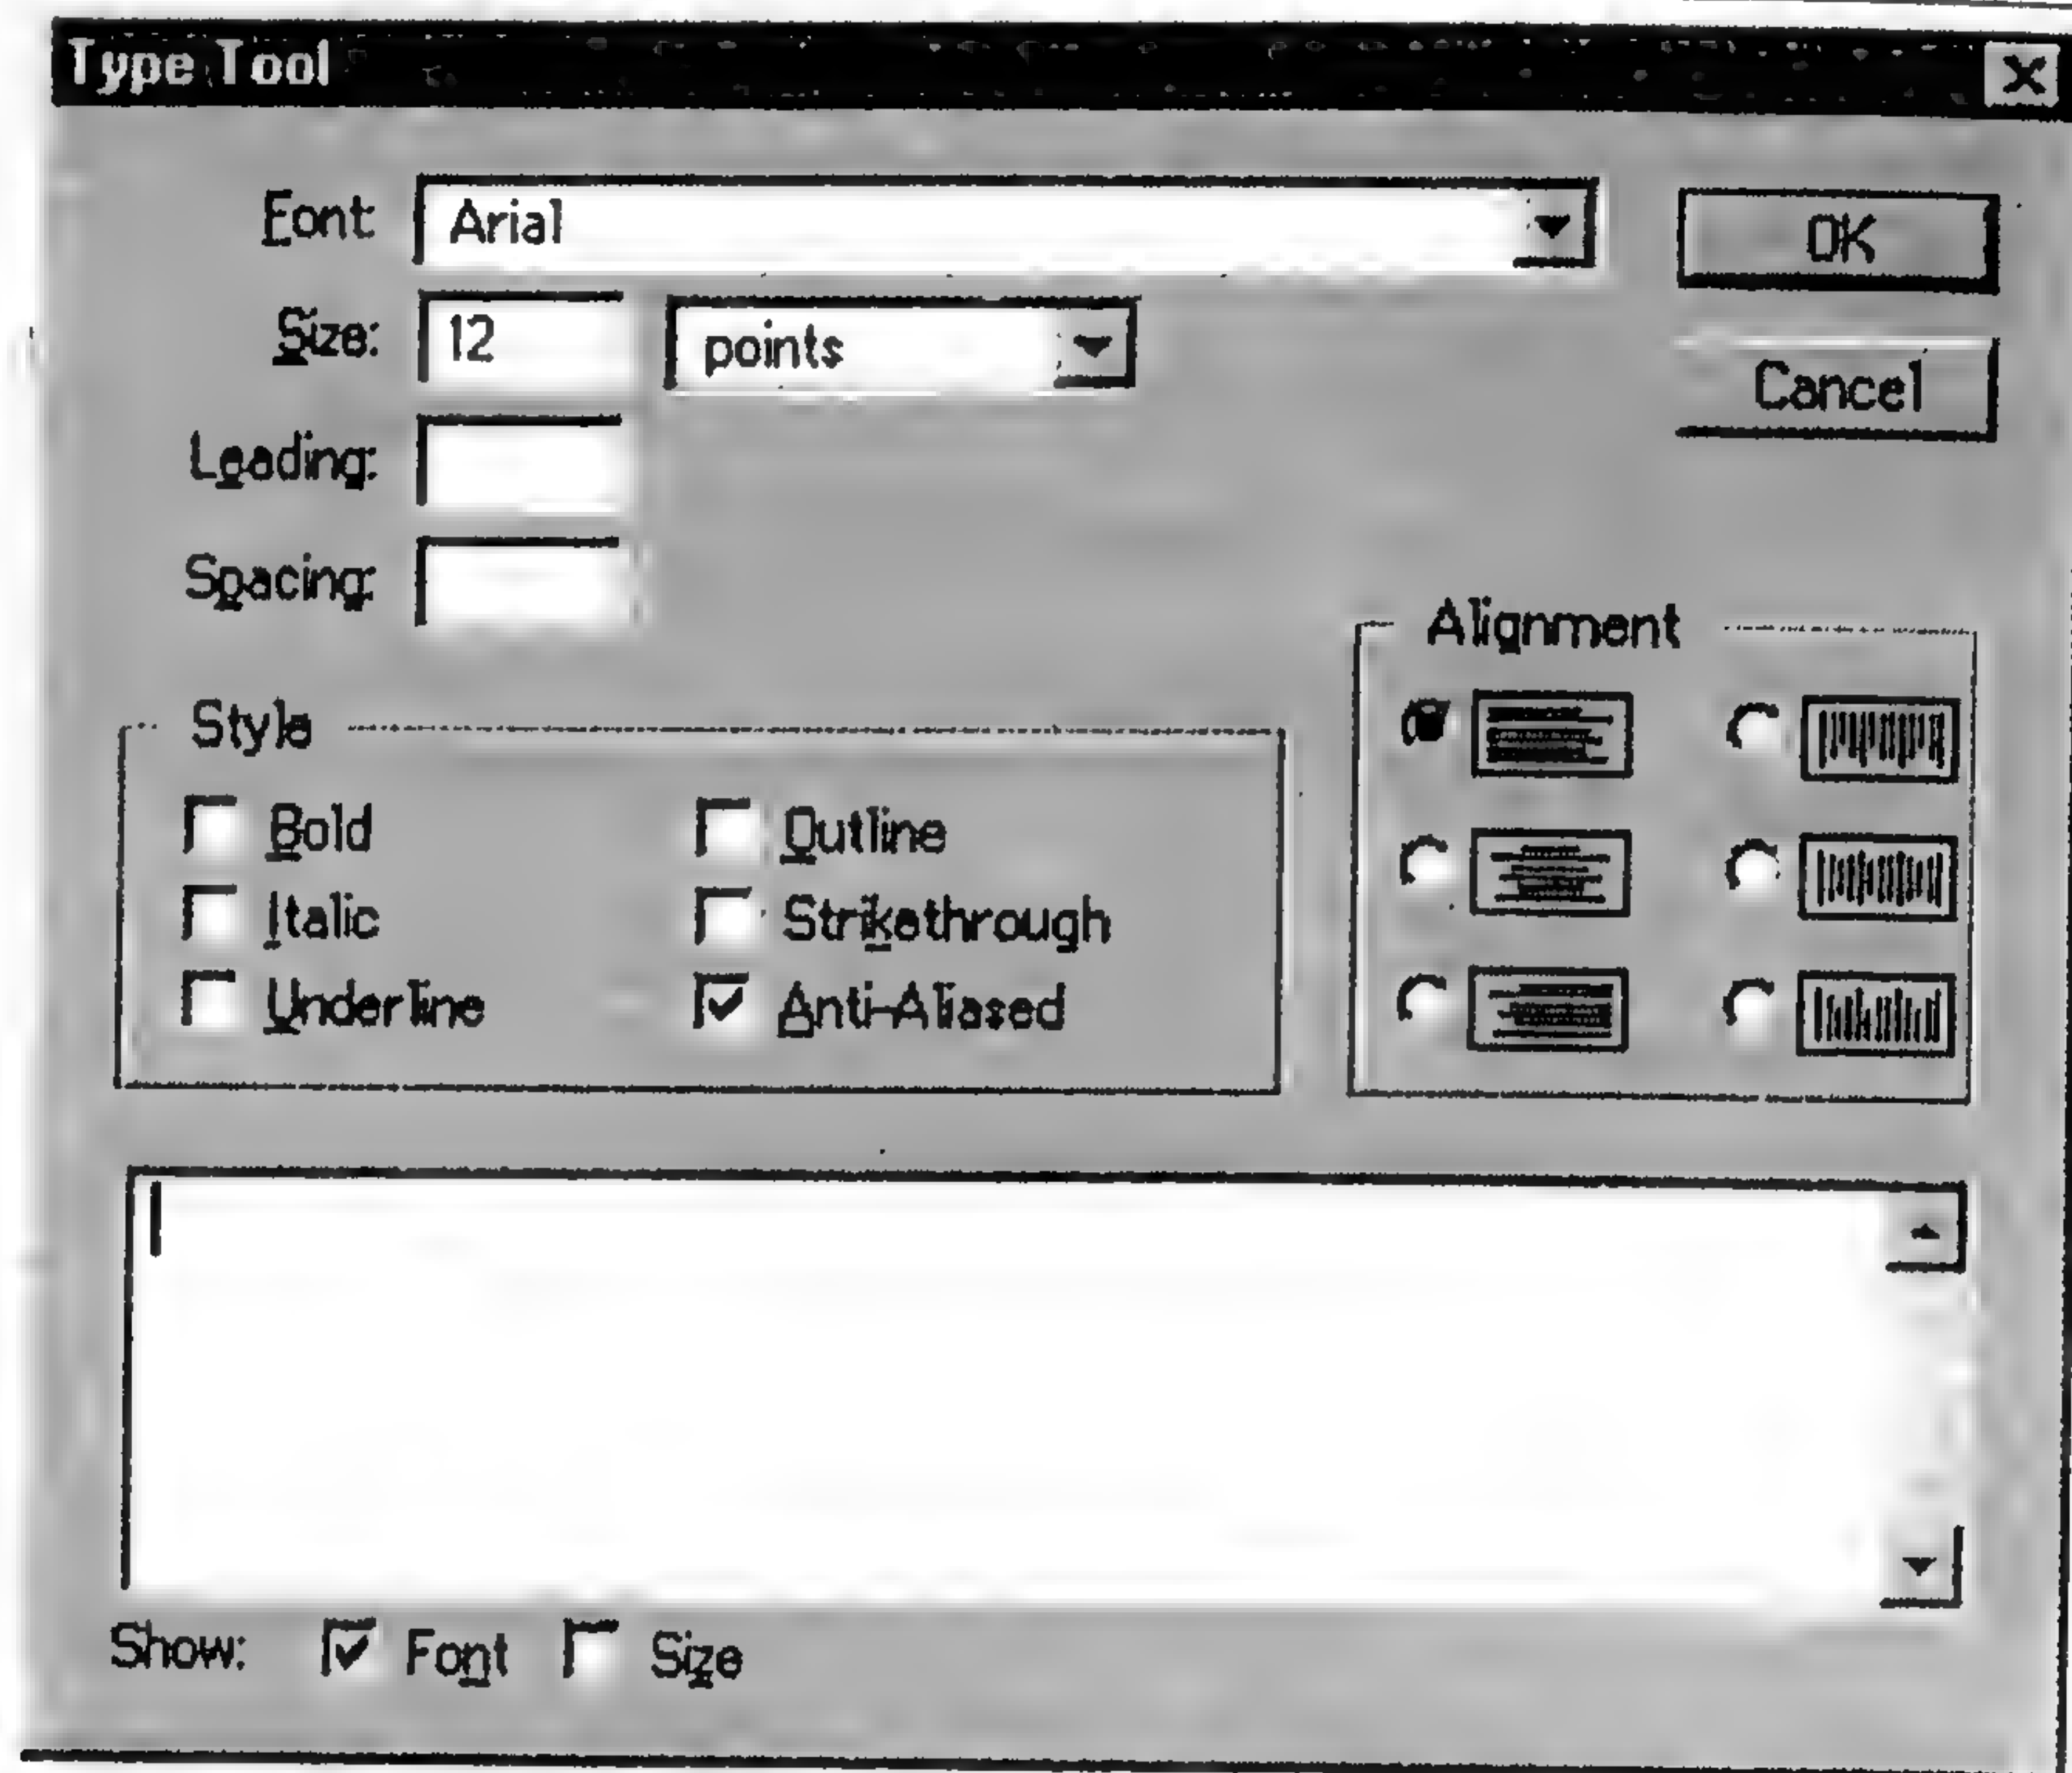 Type Tool
Font: Arial
OK
Size: 12 points
Cancel
Leading:
Spacing:
Alignment
Style
Bold
Outline
Italic
Strikethrough
Underline
Anti-Aliased
Show: Font Size